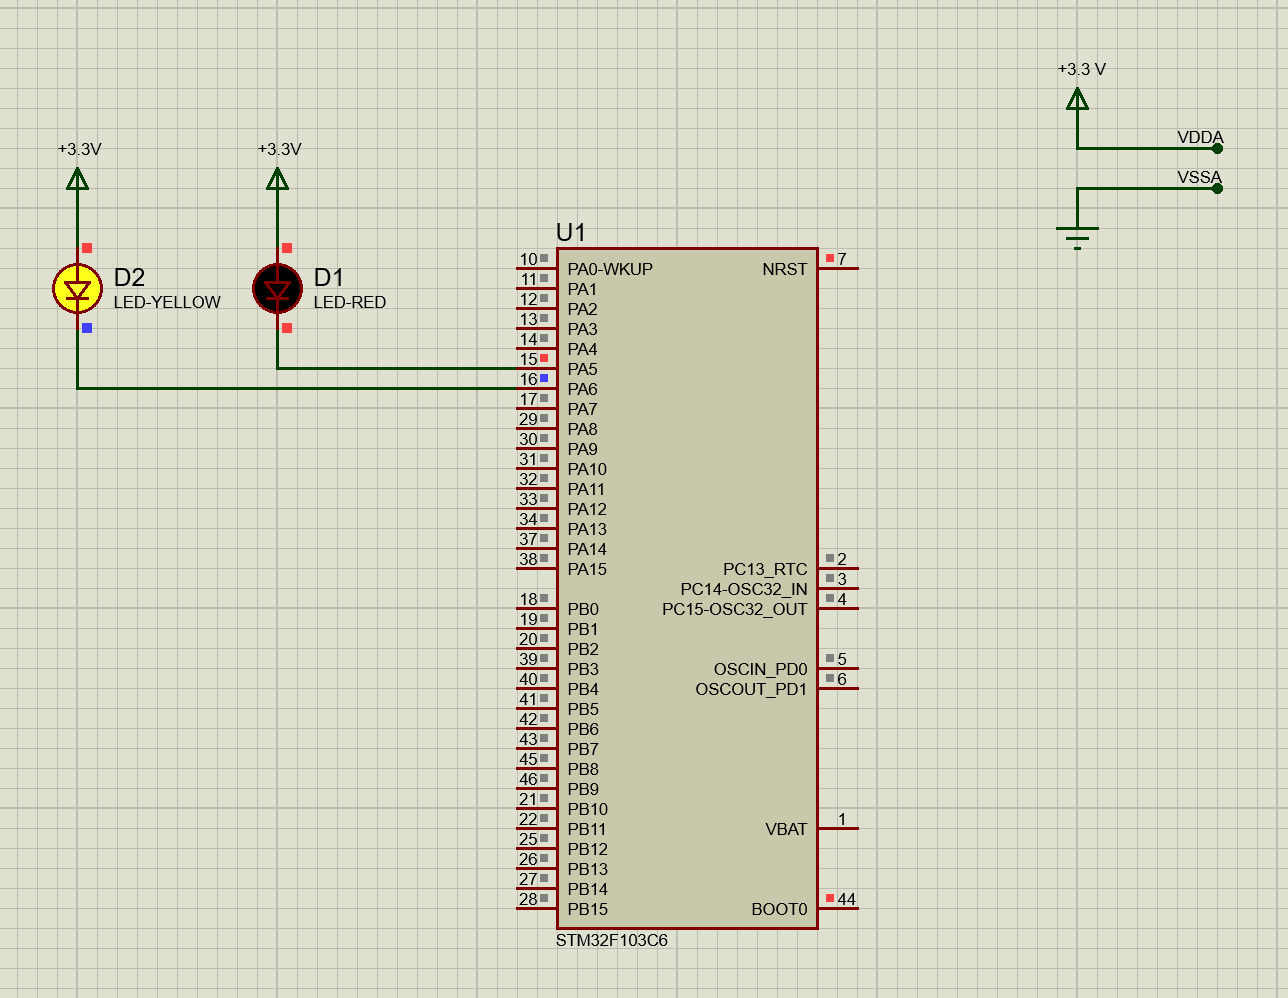 +3.3 V
VDDA
VSSA
+3.3V
+3.3V
D2
LED-YELLOW
D1
LED-RED
U1
10 PA0-WKUP
11 PA1
12 PA2
13 PA3
14 PA4
15 PA5
16 PA6
17 PA7
29 PA8
30 PA9
31 PA10
32 PA11
33 PA12
34 PA13
37 PA14
38 PA15
18 PB0
19 PB1
20 PB2
39 PB3
40 PB4
41 PB5
42 PB6
43 PB7
45 PB8
46 PB9
21 PB10
22 PB11
25 PB12
26 PB13
27 PB14
28 PB15
NRST 7
PC13_RTC 2
PC14-OSC32_IN 3
PC15-OSC32_OUT 4
OSCIN_PD0 5
OSCOUT_PD1 6
VBAT 1
BOOT0 44
STM32F103C6